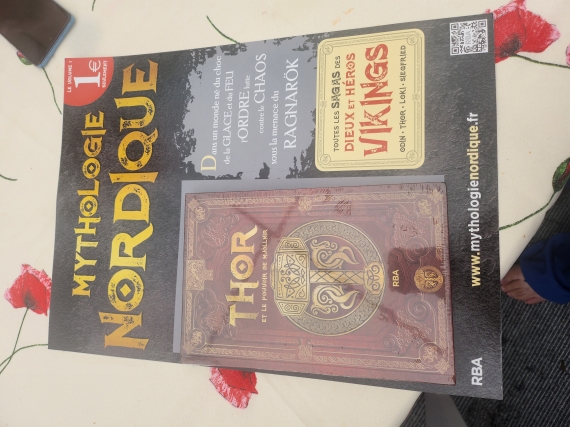 LE VOLUME 1
1€
SEULEMENT
MYTHOLOGIE
NORDIQUE
Dans un monde né du choc
de la GLACE et du FEU
l'ORDRE lutte
contre le CHAOS
sous la menace du
RAGNARÖK
TOUTES LES SAGAS DES
DIEUX ET HÉROS
VIKINGS
ODIN • THOR • LOKI • SIEGFRIED
THOR
ET LE POUVOIR DE MJÖLLNIR
RBA
www.mythologienordique.fr
RBA